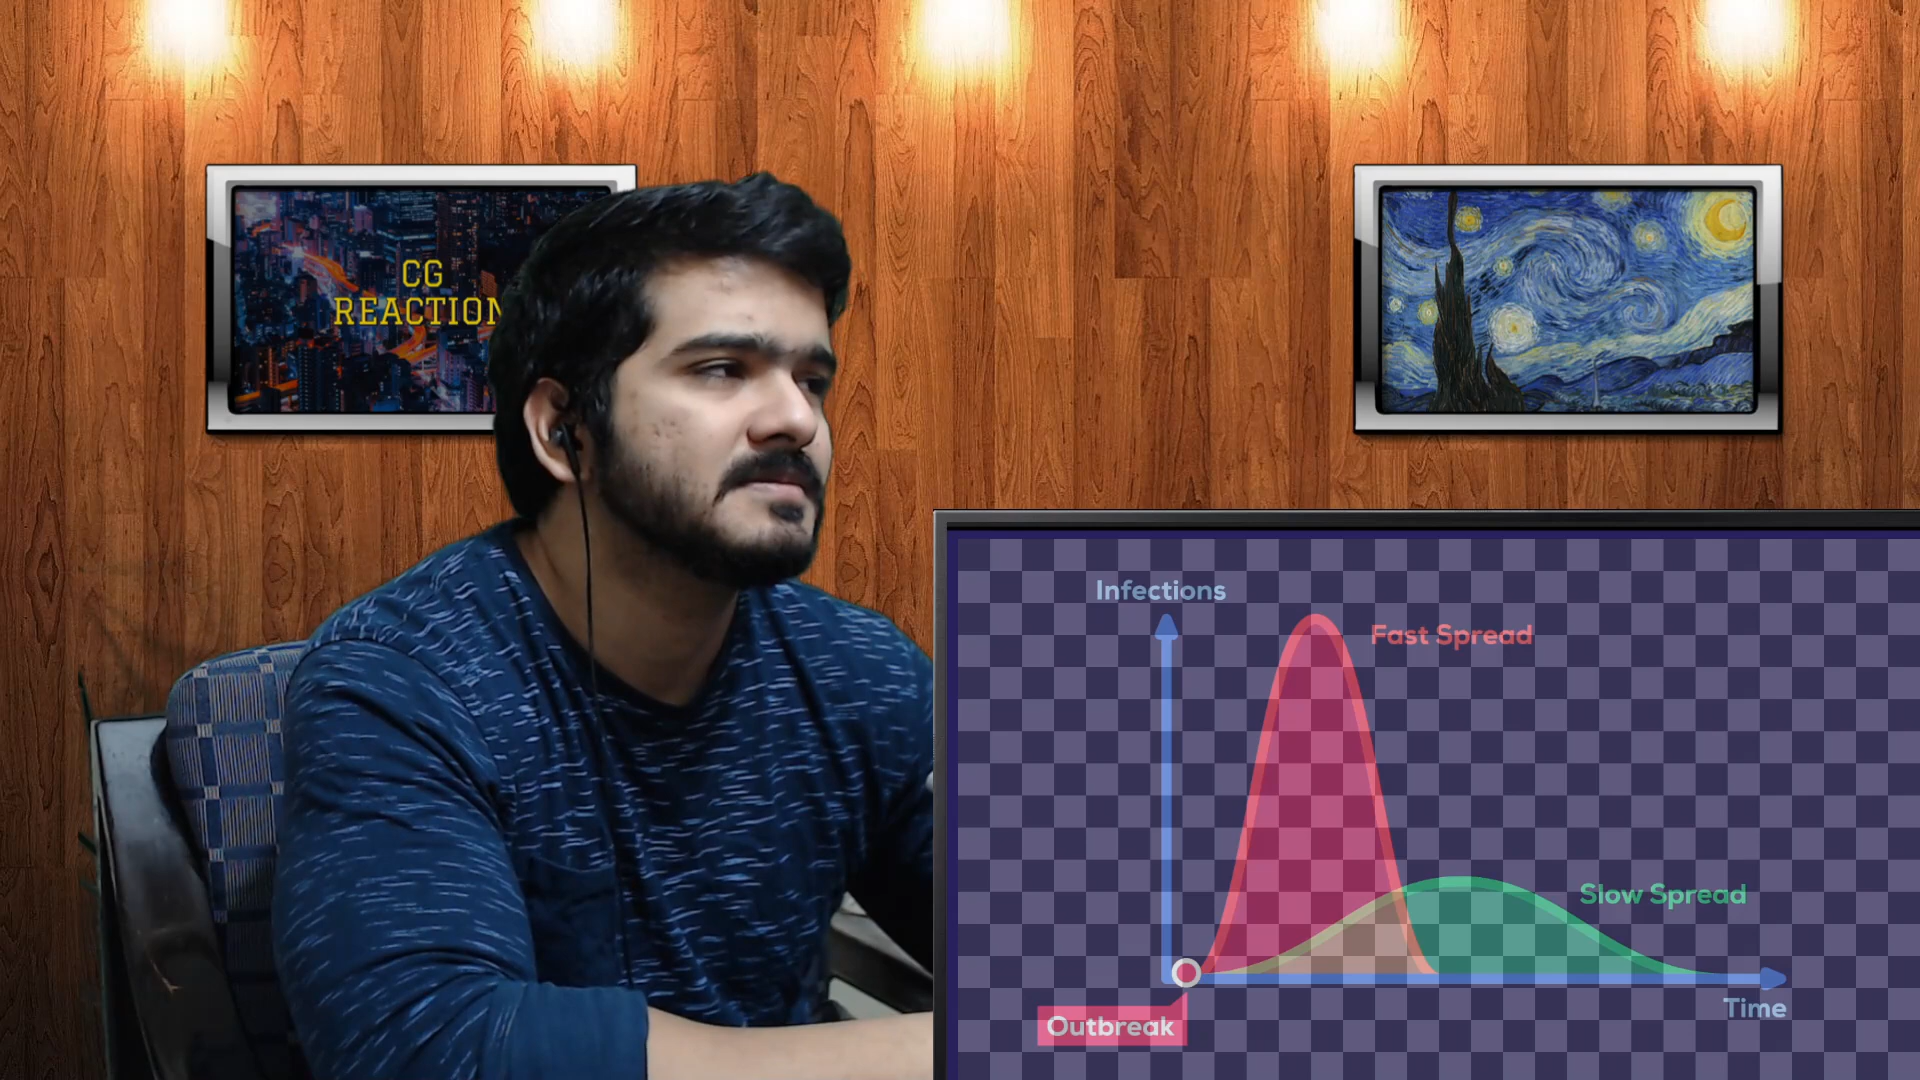 CG
REACTION
Infections
Fast Spread
Slow Spread
Time
Outbreak